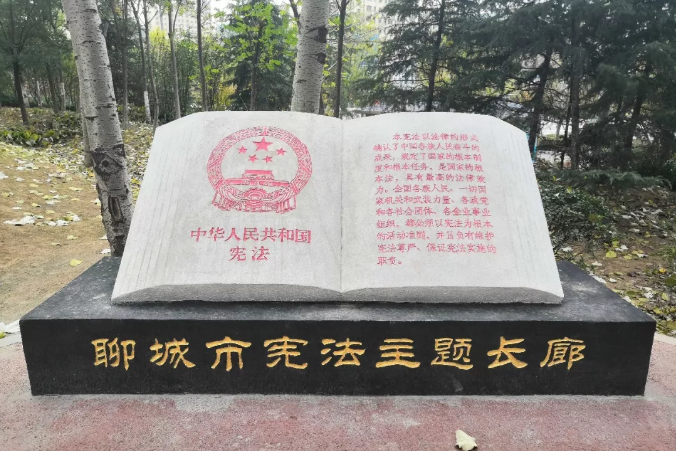 中华人民共和国
宪法
本宪法以法律的形式
确认了中国各族人民奋斗的
成果，规定了国家的根本制
度和根本任务，是国家的根
本法，具有最高的法律效
力。全国各族人民、一切国
家机关和武装力量、各政党
和各社会团体、各企业事业
组织，都必须以宪法为根本
的活动准则，并且负有维护
宪法尊严、保证宪法实施的
职责。
聊城市宪法主题长廊